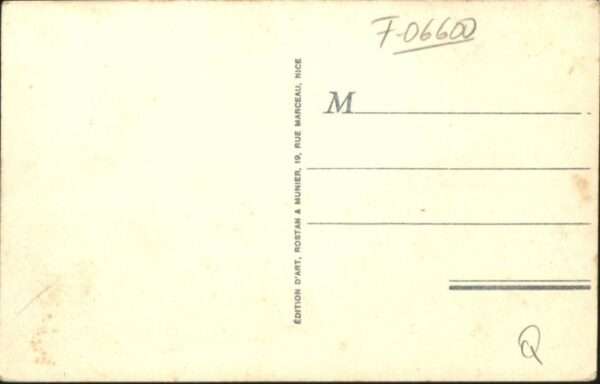 F-06600
M
ÉDITION D'ART, ROSTAN & MUNIER, 19, RUE MARCEAU, NICE
Q